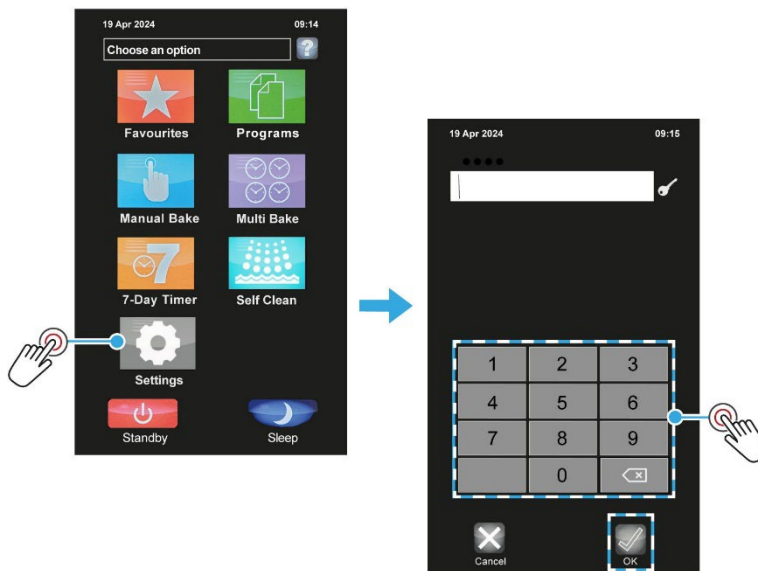 19 Apr 2024 09:14
Choose an option ?
Favourites Programs
Manual Bake Multi Bake
7
7-Day Timer Self Clean
Settings
Standby Sleep
19 Apr 2024 09:15
1 2 3
4 5 6
7 8 9
0
Cancel OK